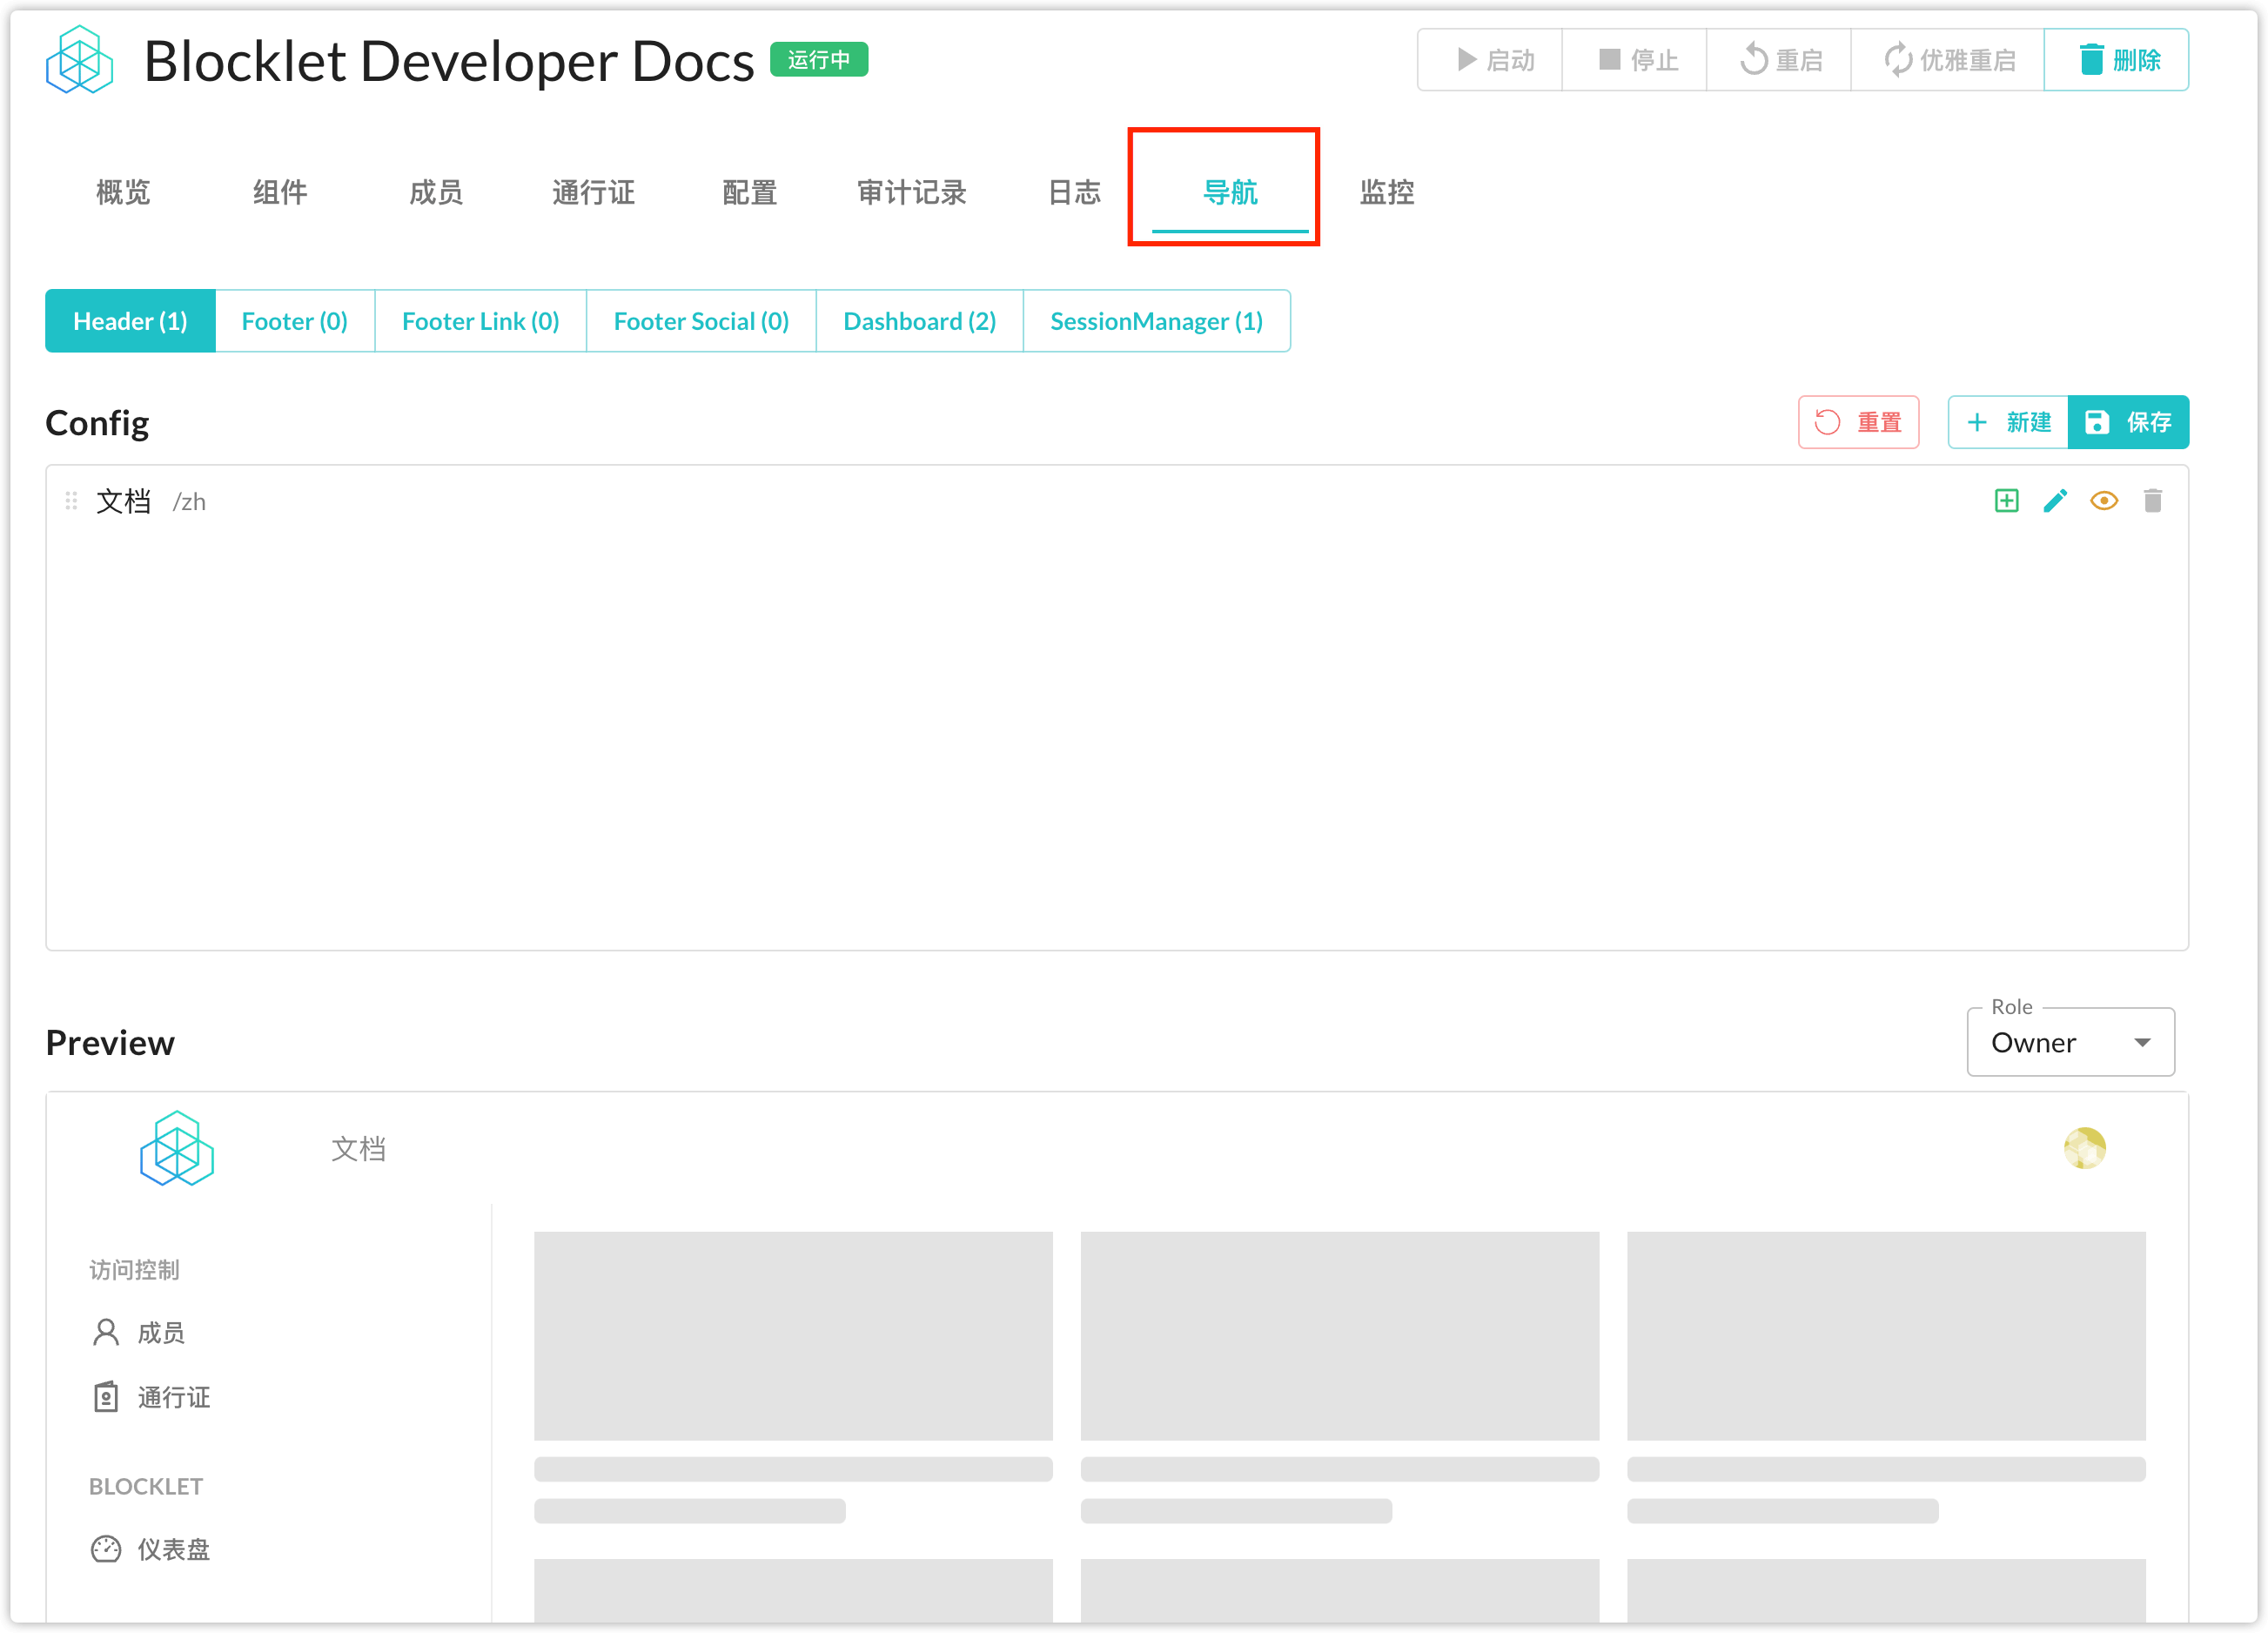 Blocklet Developer Docs 运行中 启动 停止 重启 优雅重启 删除
概览 组件 成员 通行证 配置 审计记录 日志 导航 监控
Header (1) Footer (0) Footer Link (0) Footer Social (0) Dashboard (2) SessionManager (1)
Config 重置 新建 保存
文档 /zh
Role
Preview Owner
文档
访问控制
成员
通行证
BLOCKLET
仪表盘